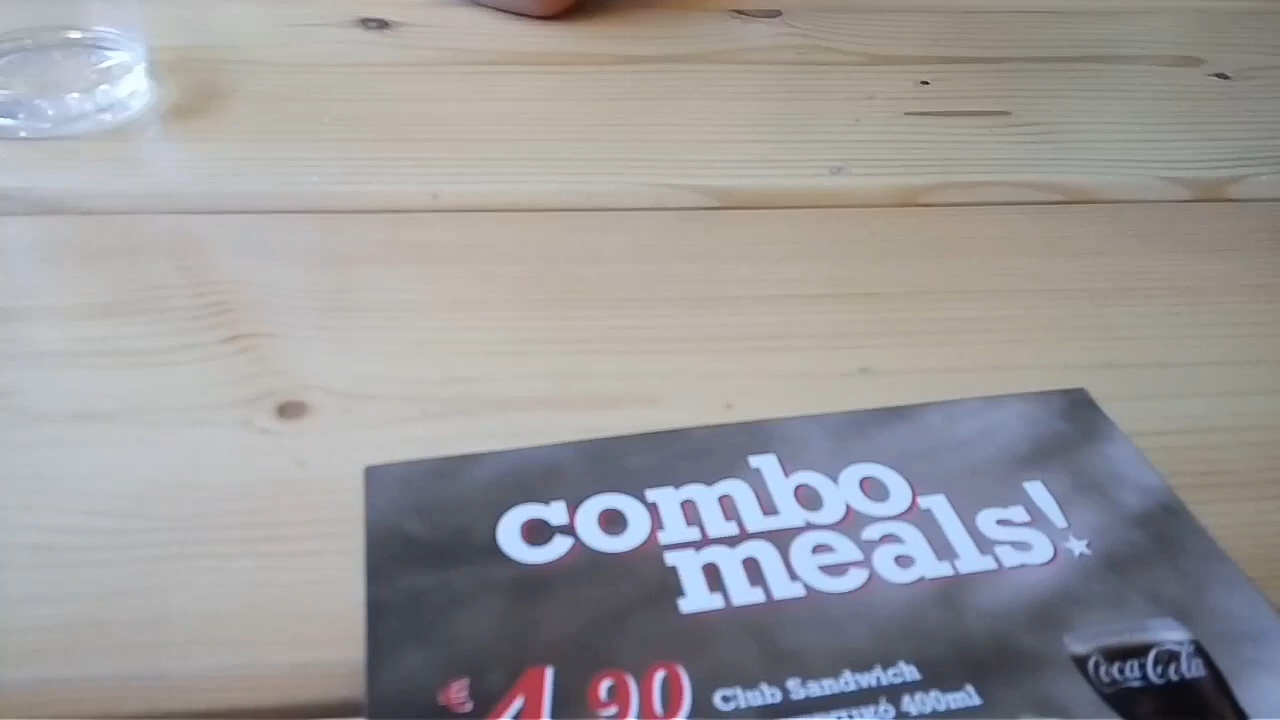 combo
meals!
€4.90
Club Sandwich
400ml
Coca-Cola